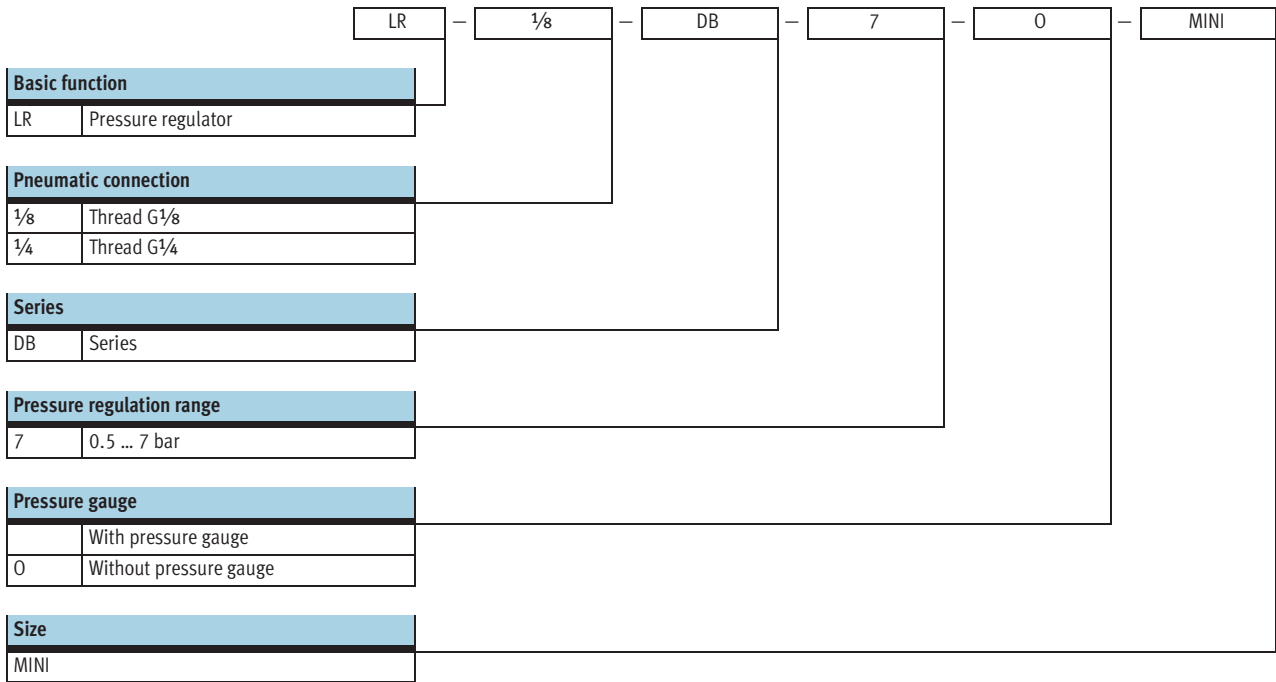 LR – ⅛ – DB – 7 – O – MINI
Basic function
LR Pressure regulator
Pneumatic connection
⅛ Thread G⅛
¼ Thread G¼
Series
DB Series
Pressure regulation range
7 0.5 ... 7 bar
Pressure gauge
With pressure gauge
O Without pressure gauge
Size
MINI